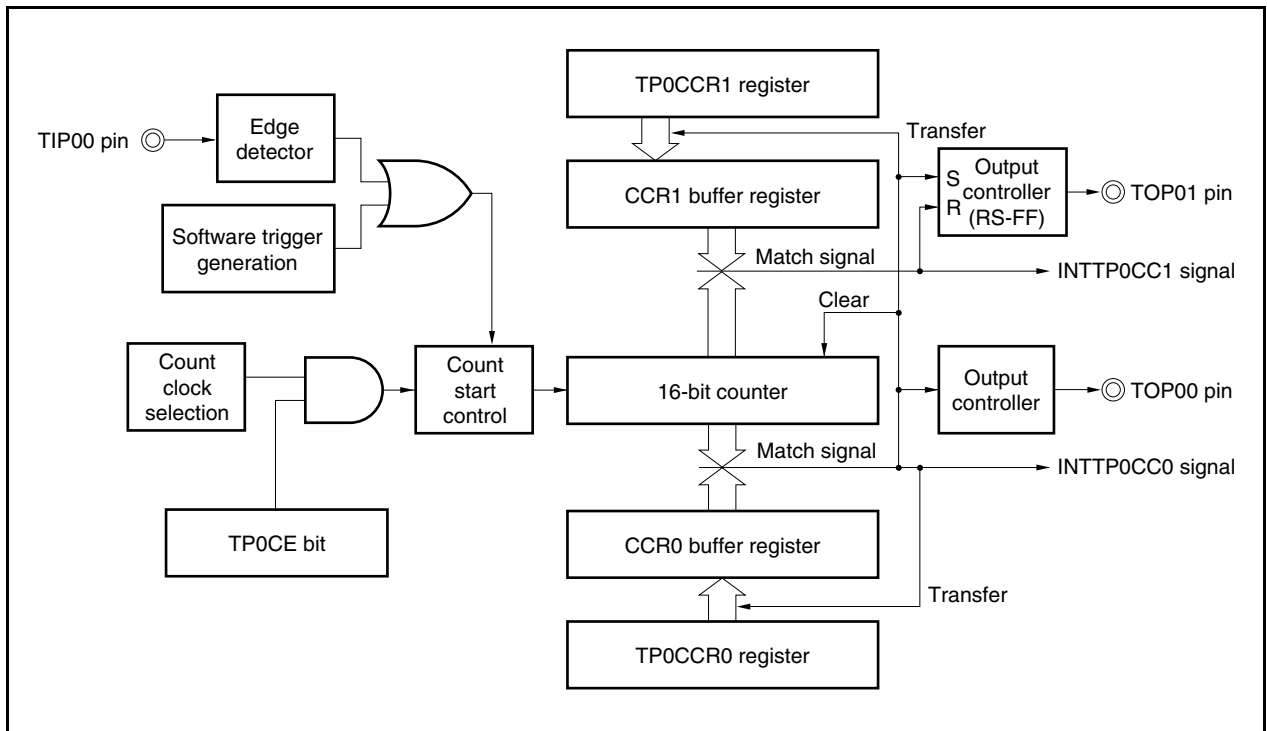 TP0CCR1 register
TIP00 pin
Edge
detector
Transfer
CCR1 buffer register
S
R
Output
controller
(RS-FF)
TOP01 pin
Software trigger
generation
Match signal
INTTP0CC1 signal
Clear
Count
clock
selection
Count
start
control
16-bit counter
Output
controller
TOP00 pin
Match signal
INTTP0CC0 signal
TP0CE bit
CCR0 buffer register
Transfer
TP0CCR0 register